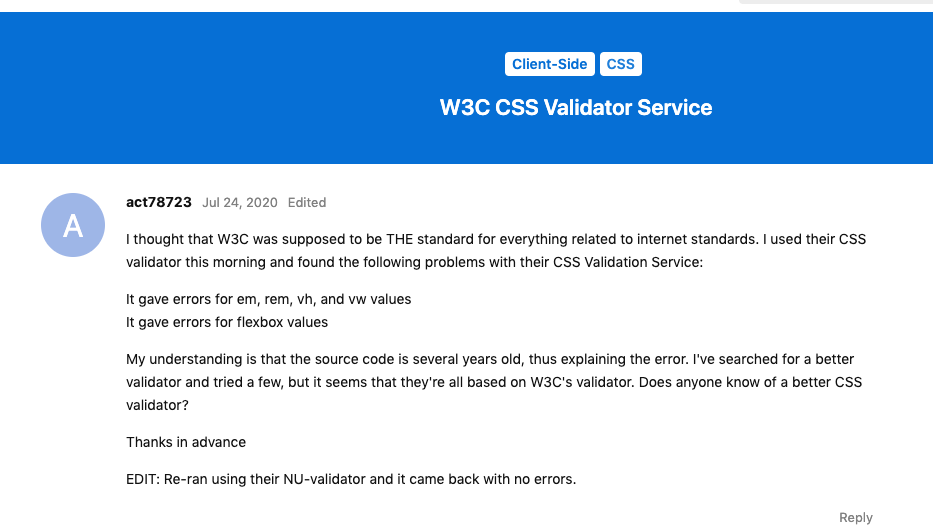 Client-Side CSS
W3C CSS Validator Service
A
act78723 Jul 24, 2020 Edited
I thought that W3C was supposed to be THE standard for everything related to internet standards. I used their CSS
validator this morning and found the following problems with their CSS Validation Service:
It gave errors for em, rem, vh, and vw values
It gave errors for flexbox values
My understanding is that the source code is several years old, thus explaining the error. I've searched for a better
validator and tried a few, but it seems that they're all based on W3C's validator. Does anyone know of a better CSS
validator?
Thanks in advance
EDIT: Re-ran using their NU-validator and it came back with no errors.
Reply